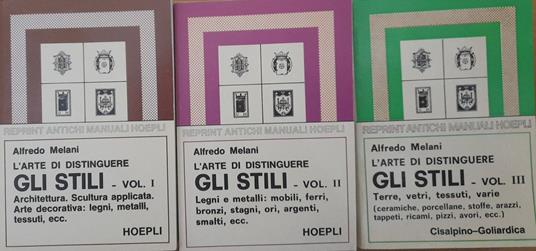 REPRINT ANTICHI MANUALI HOEPLI
Alfredo Melani
L'ARTE DI DISTINGUERE
GLI STILI - VOL. I
Architettura. Scultura applicata.
Arte decorativa: legni, metalli,
tessuti, ecc.
HOEPLI
REPRINT ANTICHI MANUALI HOEPLI
Alfredo Melani
L'ARTE DI DISTINGUERE
GLI STILI - VOL. II
Legni e metalli: mobili, ferri,
bronzi, stagni, ori, argenti,
smalti, ecc.
HOEPLI
REPRINT ANTICHI MANUALI HOEPLI
Alfredo Melani
L'ARTE DI DISTINGUERE
GLI STILI - VOL. III
Terre, vetri, tessuti, varie
(ceramiche, porcellane, stoffe, arazzi,
tappeti, ricami, pizzi, avori, ecc.)
Cisalpino-Goliardica